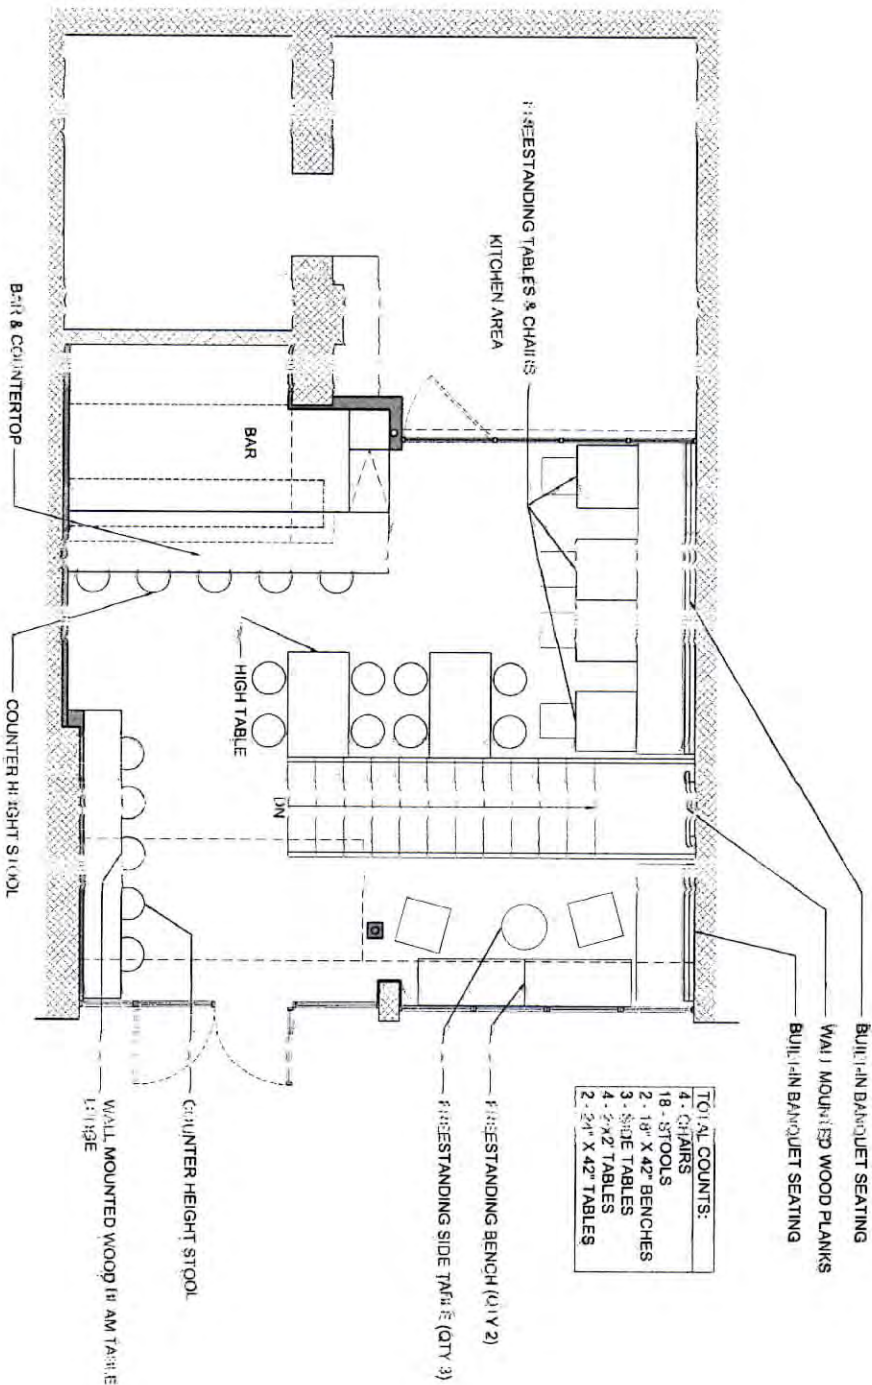 BUILT-IN BANQUET SEATING
WALL MOUNTED WOOD PLANKS
BUILT-IN BANQUET SEATING
TOTAL COUNTS:
4 - CHAIRS
18 - STOOLS
2 - 18" X 42" BENCHES
3 - SIDE TABLES
4 - 2'X2' TABLES
2 - 24" X 42" TABLES
FREESTANDING BENCH (QTY 2)
FREESTANDING SIDE TABLE (QTY 3)
FREESTANDING TABLES & CHAIRS
KITCHEN AREA
BAR
HIGH TABLE
DN
COUNTER HEIGHT STOOL
WALL MOUNTED WOOD BEAM TABLE
LEDGE
BAR & COUNTERTOP
COUNTER HEIGHT STOOL